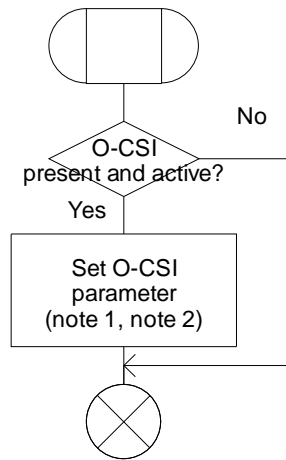 No
O-CSI
present and active?
Yes
Set O-CSI
parameter
(note 1, note 2)